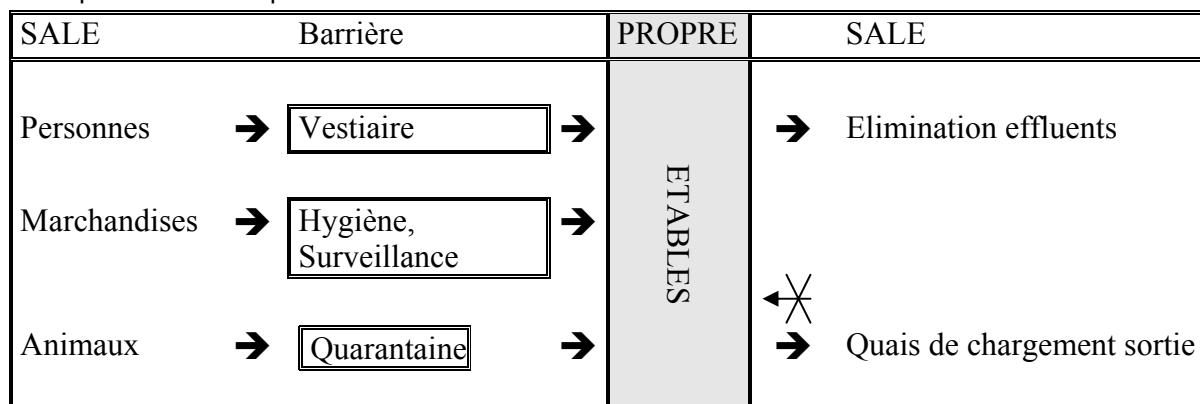 SALE Barrière PROPRE SALE
Personnes ➔ Vestiaire ➔ ➔ Elimination effluents
Marchandises ➔ Hygiène, ➔
Surveillance
ETABLES
Animaux ➔ Quarantaine ➔ ➔ Quais de chargement sortie